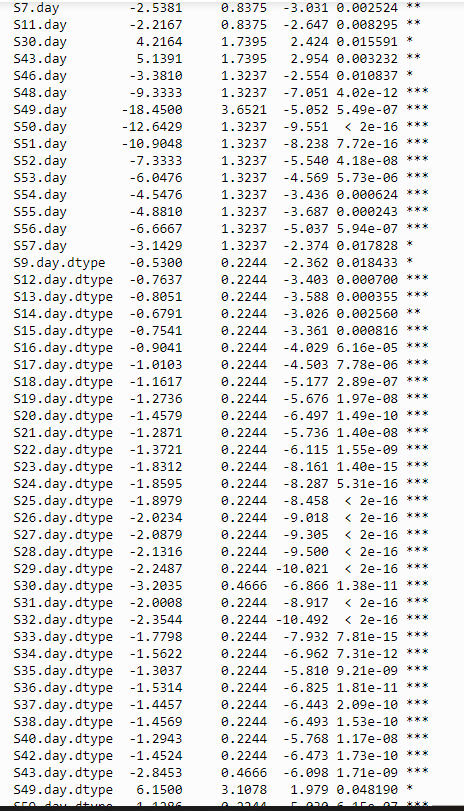 S7.day -2.5381 0.8375 -3.031 0.002524 **
S11.day -2.2167 0.8375 -2.647 0.008295 **
S30.day 4.2164 1.7395 2.424 0.015591 *
S43.day 5.1391 1.7395 2.954 0.003232 **
S46.day -3.3810 1.3237 -2.554 0.010837 *
S48.day -9.3333 1.3237 -7.051 4.02e-12 ***
S49.day -18.4500 3.6521 -5.052 5.49e-07 ***
S50.day -12.6429 1.3237 -9.551 < 2e-16 ***
S51.day -10.9048 1.3237 -8.238 7.72e-16 ***
S52.day -7.3333 1.3237 -5.540 4.18e-08 ***
S53.day -6.0476 1.3237 -4.569 5.73e-06 ***
S54.day -4.5476 1.3237 -3.436 0.000624 ***
S55.day -4.8810 1.3237 -3.687 0.000243 ***
S56.day -6.6667 1.3237 -5.037 5.94e-07 ***
S57.day -3.1429 1.3237 -2.374 0.017828 *
S9.day.dtype -0.5300 0.2244 -2.362 0.018433 *
S12.day.dtype -0.7637 0.2244 -3.403 0.000700 ***
S13.day.dtype -0.8051 0.2244 -3.588 0.000355 ***
S14.day.dtype -0.6791 0.2244 -3.026 0.002560 **
S15.day.dtype -0.7541 0.2244 -3.361 0.000816 ***
S16.day.dtype -0.9041 0.2244 -4.029 6.16e-05 ***
S17.day.dtype -1.0103 0.2244 -4.503 7.78e-06 ***
S18.day.dtype -1.1617 0.2244 -5.177 2.89e-07 ***
S19.day.dtype -1.2736 0.2244 -5.676 1.97e-08 ***
S20.day.dtype -1.4579 0.2244 -6.497 1.49e-10 ***
S21.day.dtype -1.2871 0.2244 -5.736 1.40e-08 ***
S22.day.dtype -1.3721 0.2244 -6.115 1.55e-09 ***
S23.day.dtype -1.8312 0.2244 -8.161 1.40e-15 ***
S24.day.dtype -1.8595 0.2244 -8.287 5.31e-16 ***
S25.day.dtype -1.8979 0.2244 -8.458 < 2e-16 ***
S26.day.dtype -2.0234 0.2244 -9.018 < 2e-16 ***
S27.day.dtype -2.0879 0.2244 -9.305 < 2e-16 ***
S28.day.dtype -2.1316 0.2244 -9.500 < 2e-16 ***
S29.day.dtype -2.2487 0.2244 -10.021 < 2e-16 ***
S30.day.dtype -3.2035 0.4666 -6.866 1.38e-11 ***
S31.day.dtype -2.0008 0.2244 -8.917 < 2e-16 ***
S32.day.dtype -2.3544 0.2244 -10.492 < 2e-16 ***
S33.day.dtype -1.7798 0.2244 -7.932 7.81e-15 ***
S34.day.dtype -1.5622 0.2244 -6.962 7.31e-12 ***
S35.day.dtype -1.3037 0.2244 -5.810 9.21e-09 ***
S36.day.dtype -1.5314 0.2244 -6.825 1.81e-11 ***
S37.day.dtype -1.4457 0.2244 -6.443 2.09e-10 ***
S38.day.dtype -1.4569 0.2244 -6.493 1.53e-10 ***
S40.day.dtype -1.2943 0.2244 -5.768 1.17e-08 ***
S42.day.dtype -1.4524 0.2244 -6.473 1.73e-10 ***
S43.day.dtype -2.8453 0.4666 -6.098 1.71e-09 ***
S49.day.dtype 6.1500 3.1078 1.979 0.048190 *